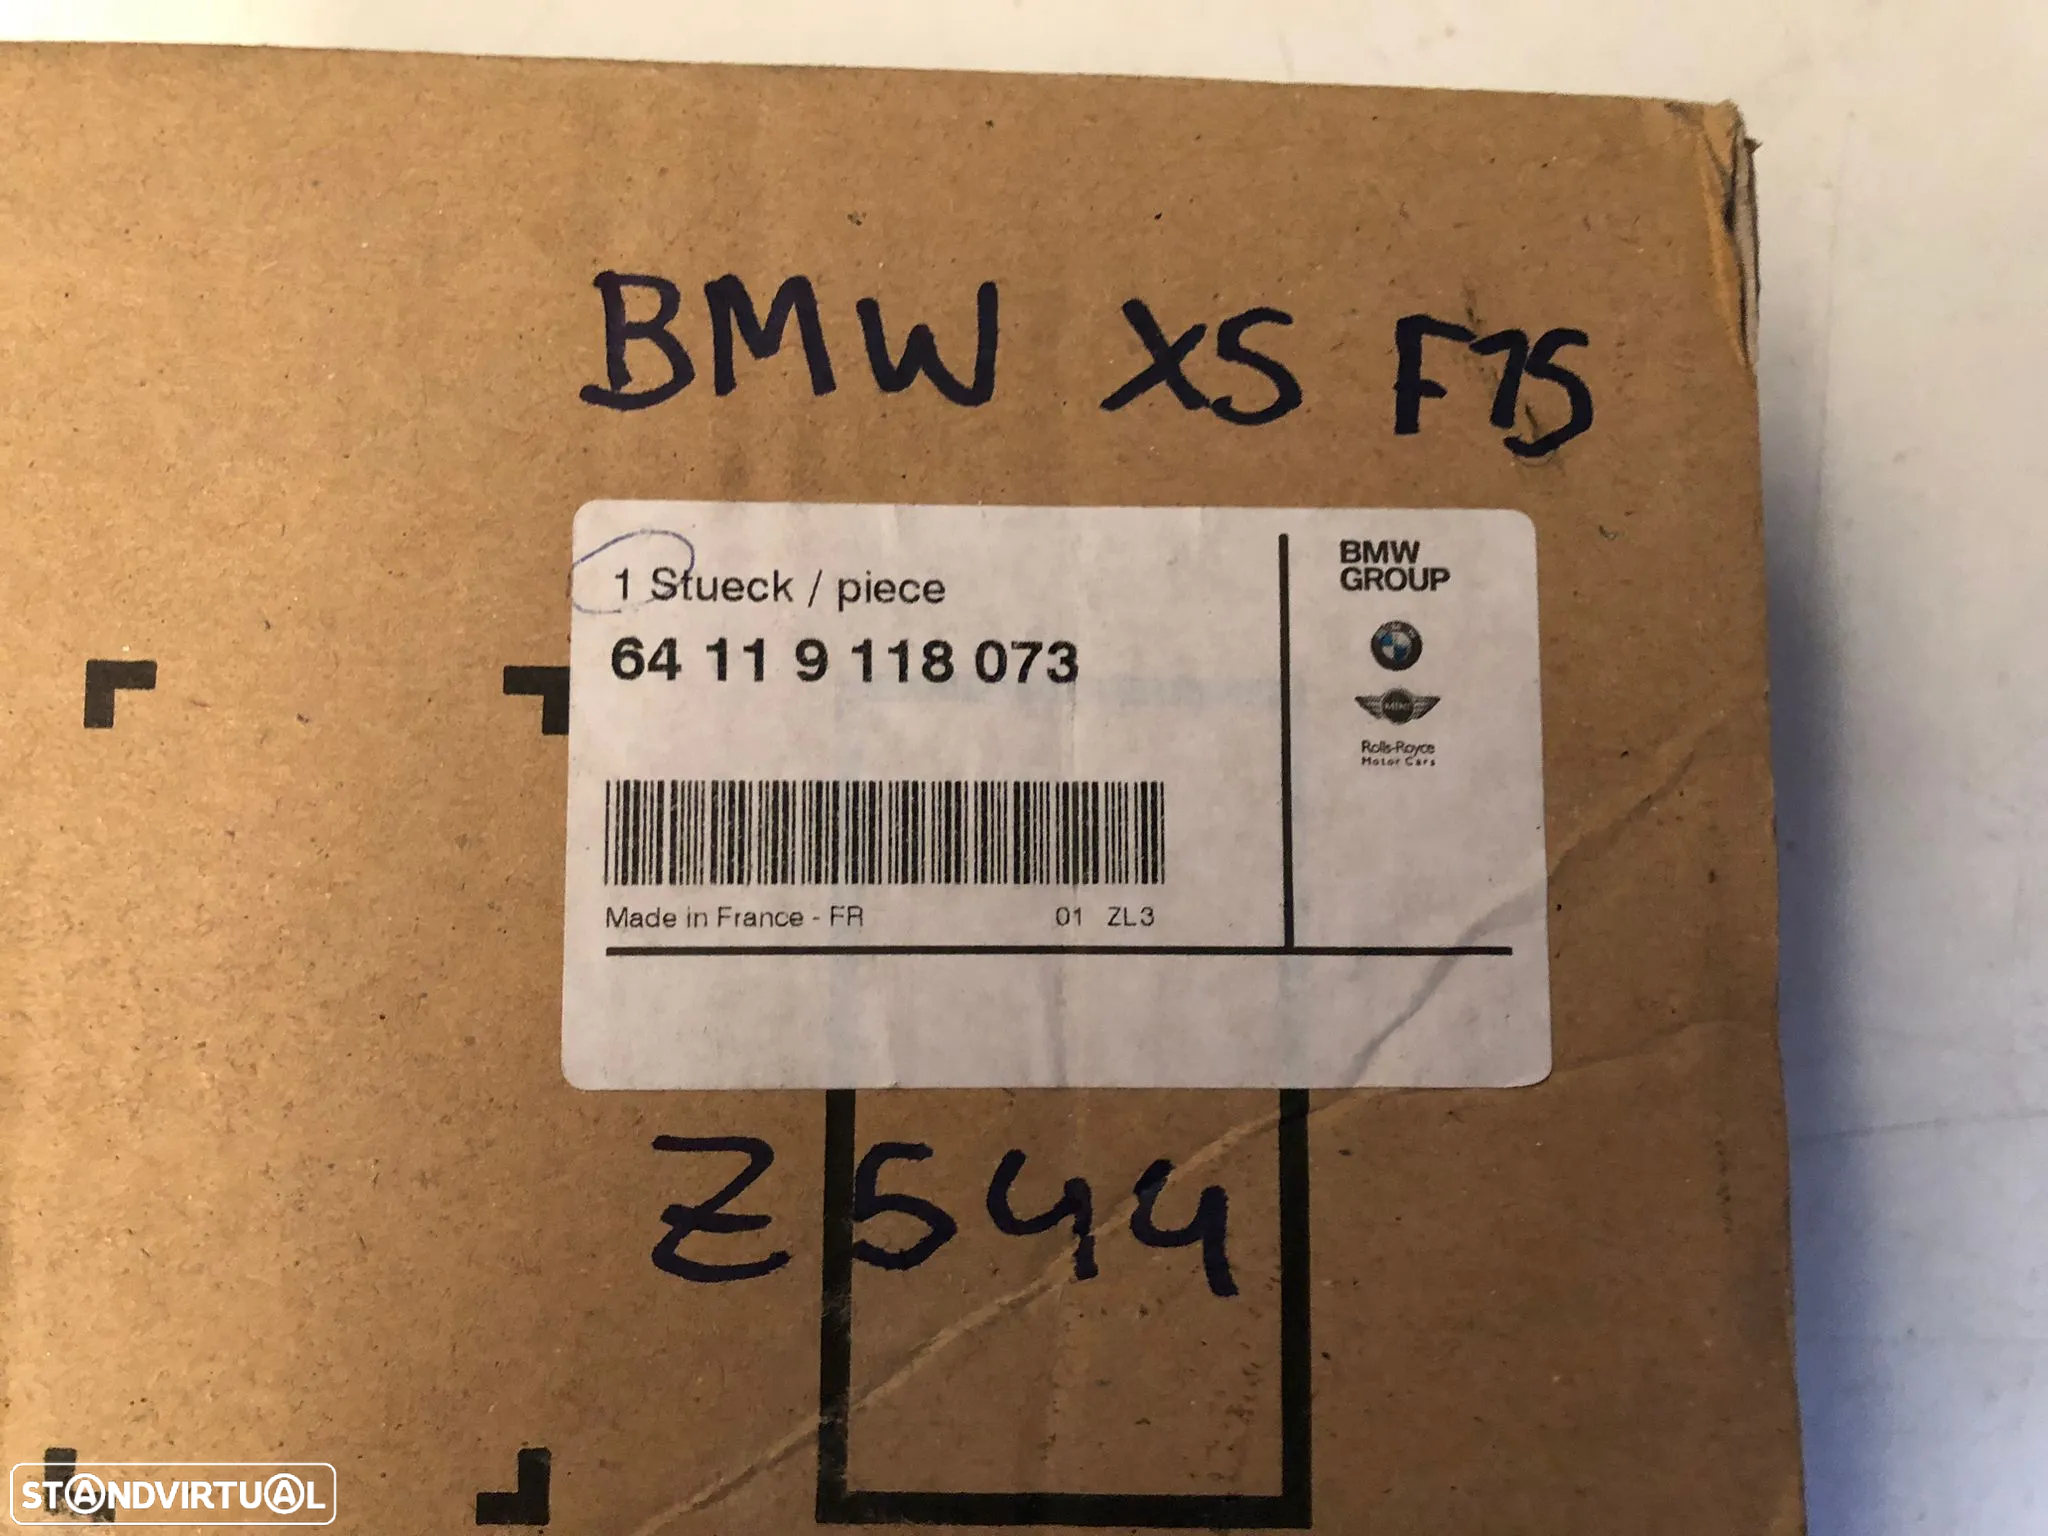 BMW X5 F15
1 Stueck / piece
64 11 9 118 073
Made in France - FR 01 ZL3
BMW
GROUP
MINI
Rolls-Royce
Motor Cars
Z544
STANDVIRTUAL